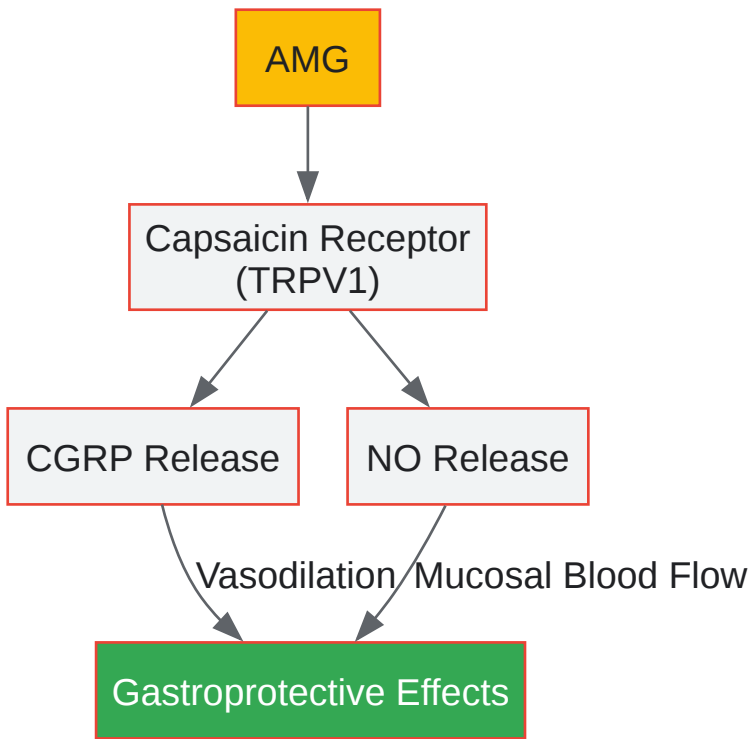 AMG
Capsaicin Receptor
(TRPV1)
CGRP Release
NO Release
Vasodilation
Mucosal Blood Flow
Gastroprotective Effects